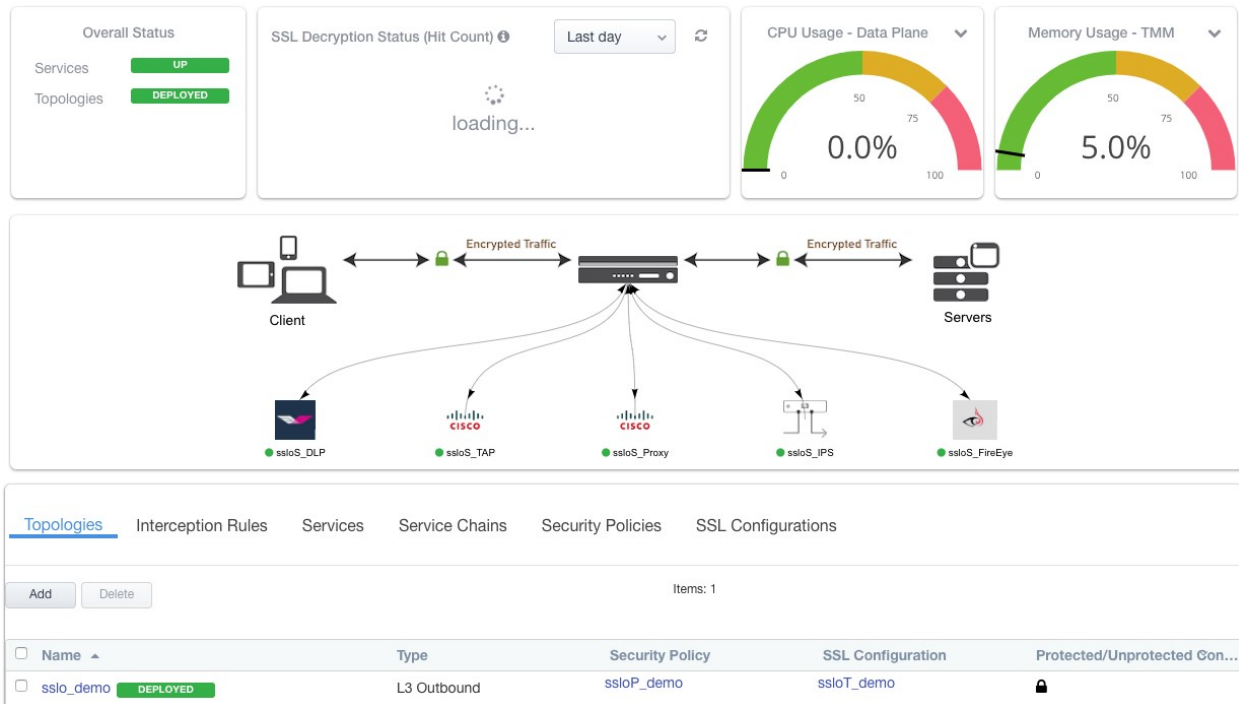 Overall Status
Services UP
Topologies DEPLOYED
SSL Decryption Status (Hit Count) Last day
loading...
CPU Usage - Data Plane
50
75
0.0%
0 100
Memory Usage - TMM
50
75
5.0%
0 100
Encrypted Traffic Encrypted Traffic
Client Servers
CISCO CISCO
ssloS_DLP ssloS_TAP ssloS_Proxy ssloS_IPS ssloS_FireEye
Topologies Interception Rules Services Service Chains Security Policies SSL Configurations
Add Delete Items: 1
Name Type Security Policy SSL Configuration Protected/Unprotected Con...
sslo_demo DEPLOYED L3 Outbound ssloP_demo ssloT_demo